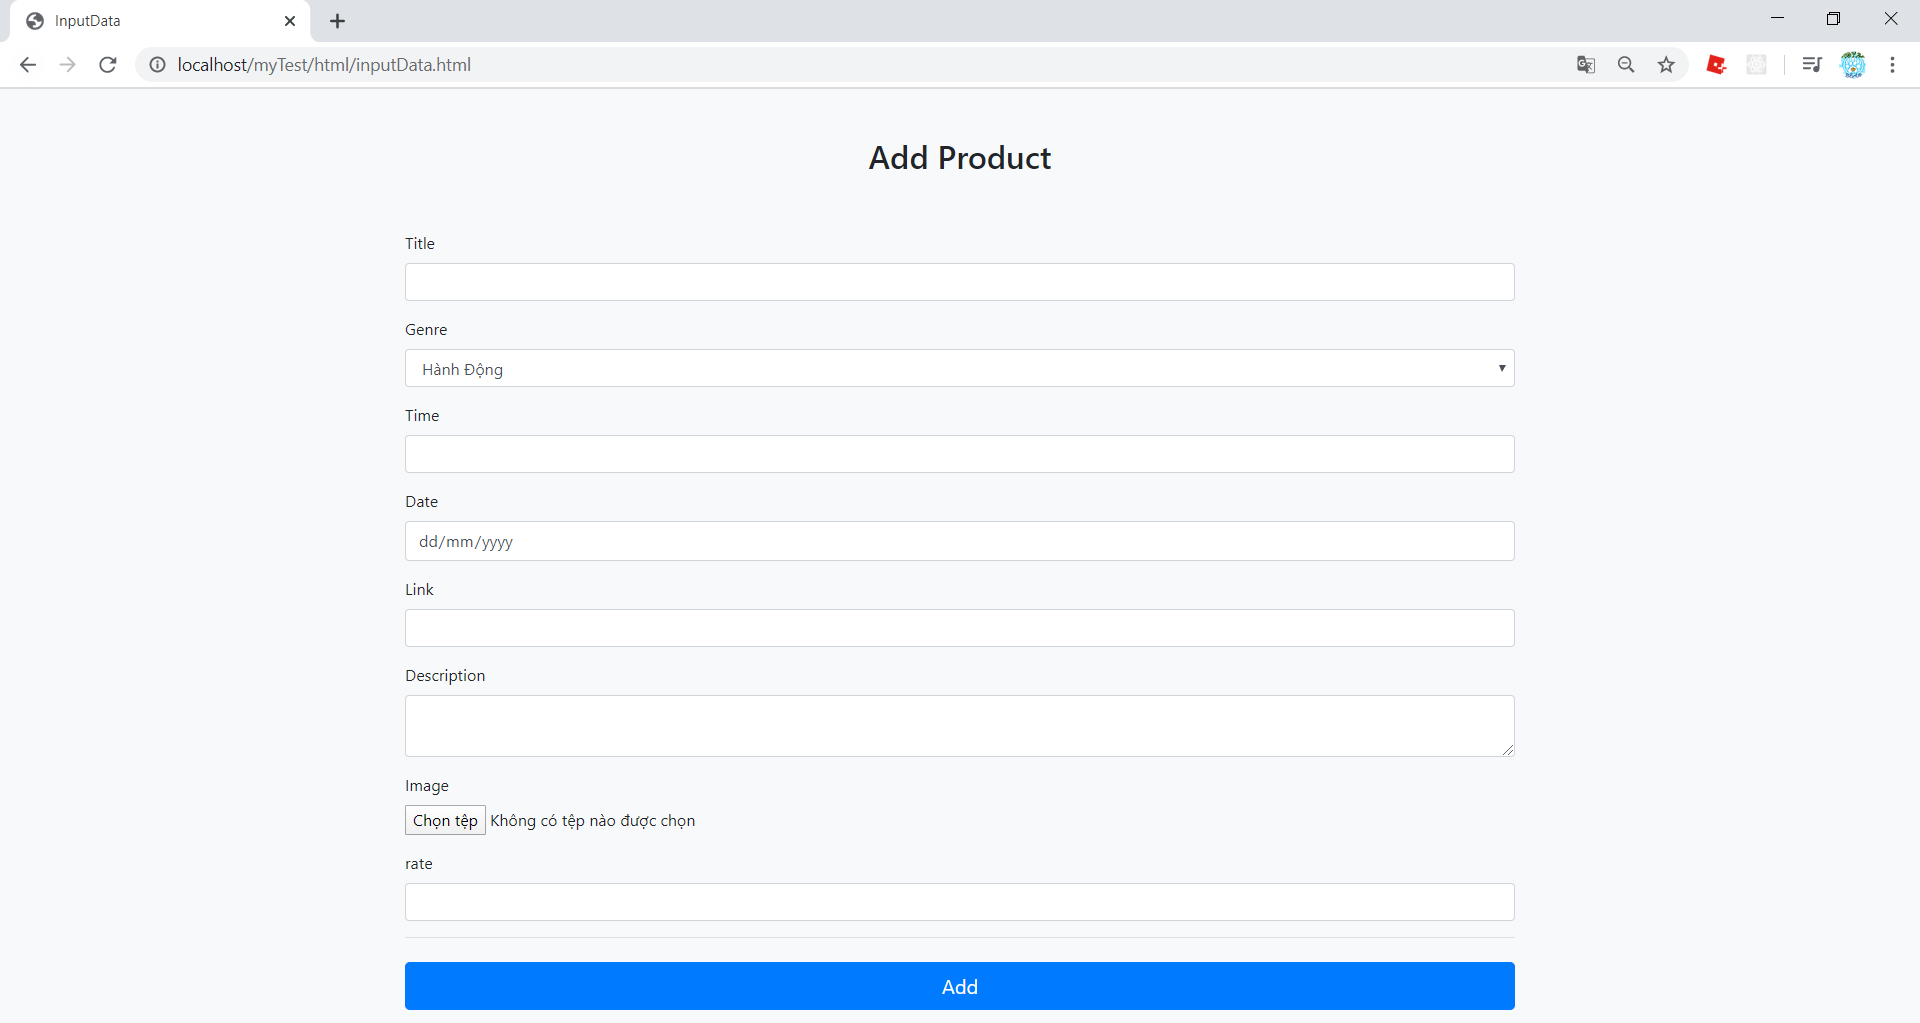 InputData
localhost/myTest/html/inputData.html
Add Product
Title
Genre
Hành Động
Time
Date
dd/mm/yyyy
Link
Description
Image
Chọn tệp Không có tệp nào được chọn
rate
Add